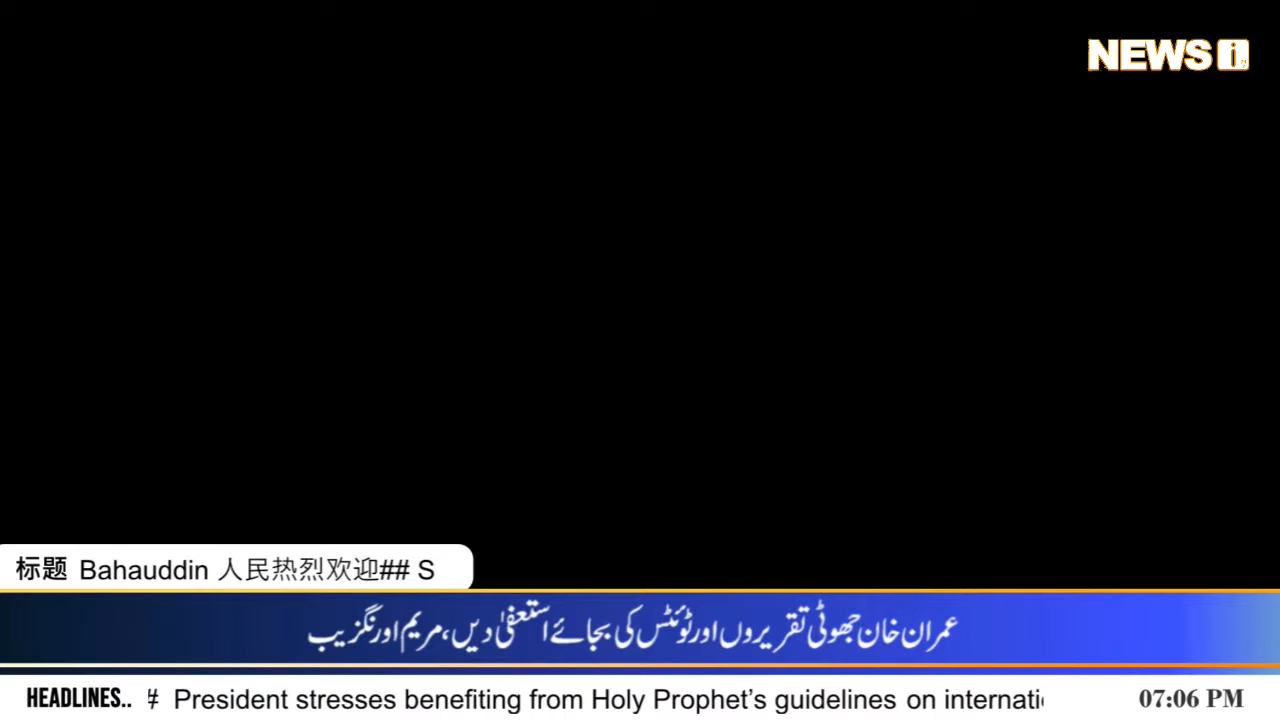 NEWS i
标题 Bahauddin 人民热烈欢迎## S
عمران خان جھوٹی تقریروں اور ٹوئٹس کی بجائے استعفیٰ دیں، مریم اورنگزیب
HEADLINES.. # President stresses benefiting from Holy Prophet’s guidelines on internati 07:06 PM